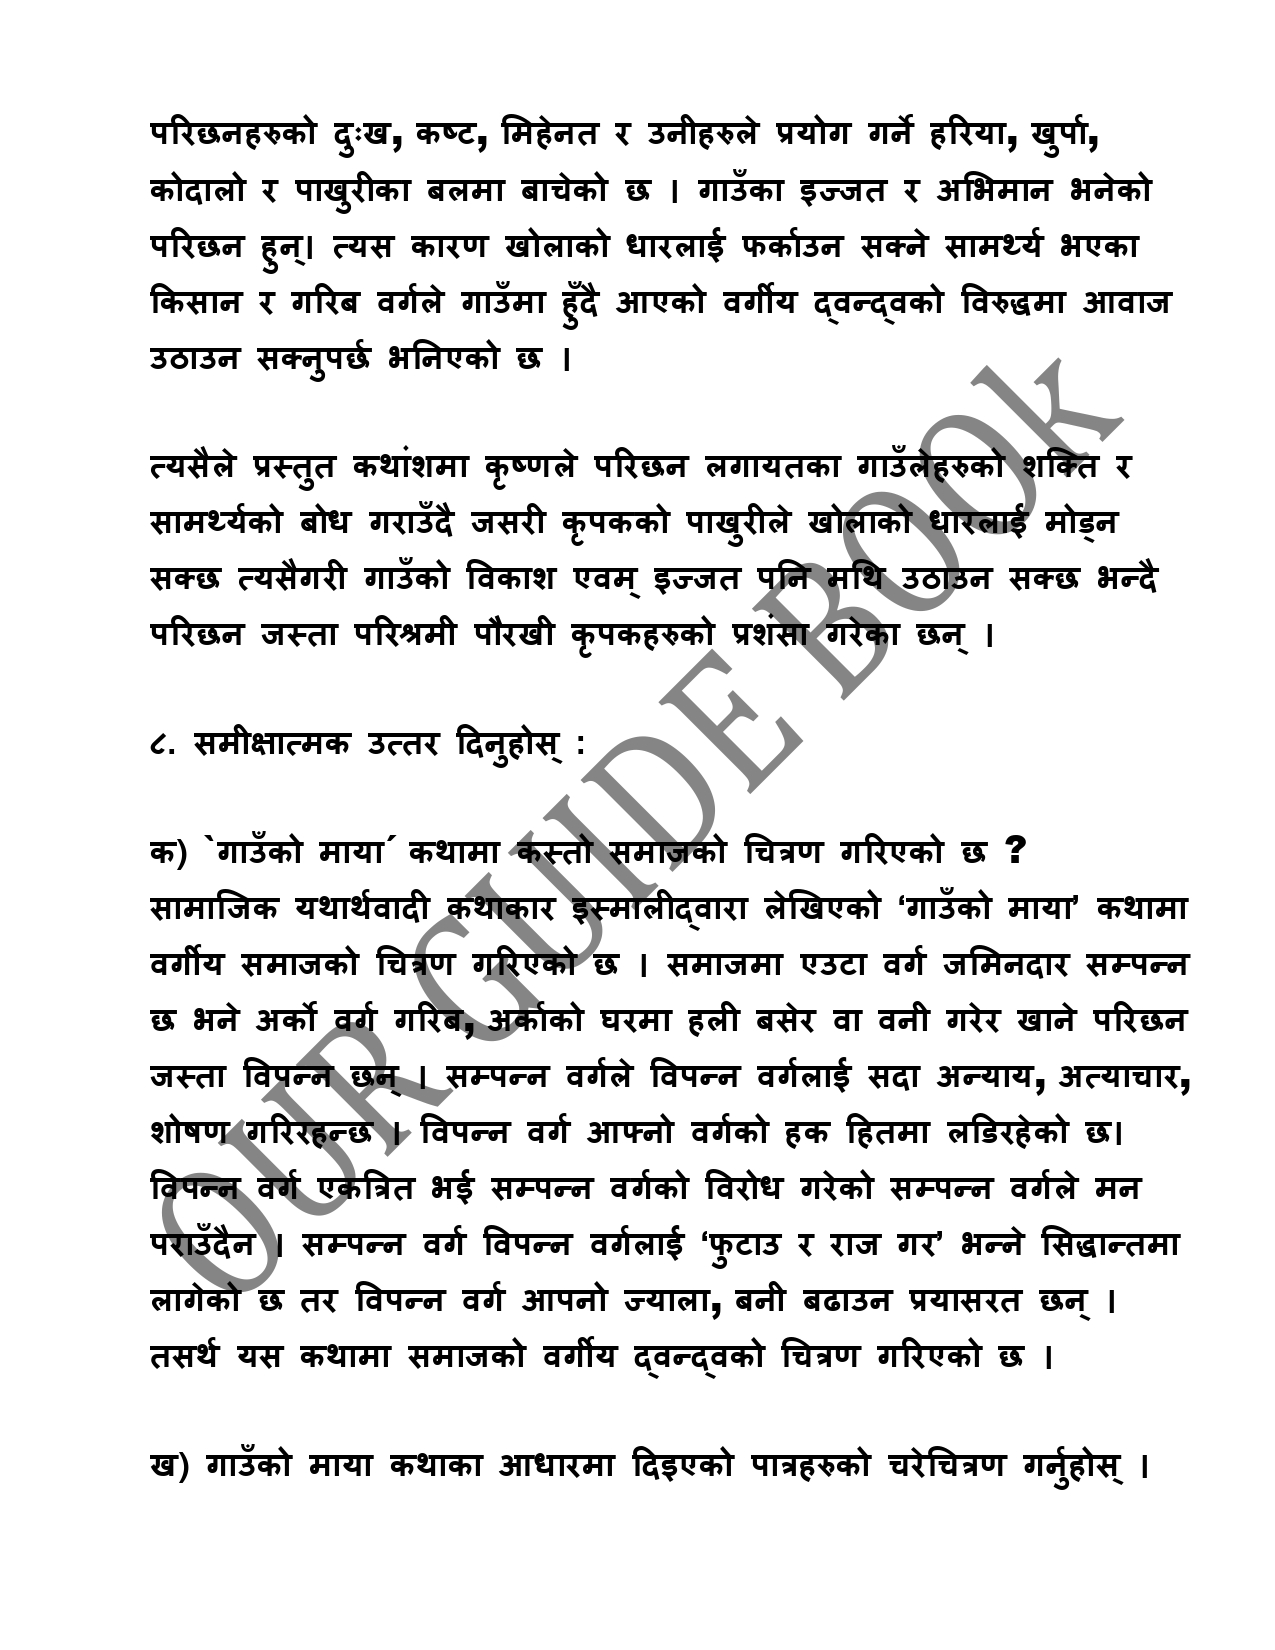 परिछनहरुको दुःख, कष्ट, मिहेनत र उनीहरुले प्रयोग गर्ने हरिया, खुर्पा,
कोदालो र पाखुरीका बलमा बाचेको छ । गाउँका इज्जत र अभिमान भनेको
परिछन हुन्। त्यस कारण खोलाको धारलाई फर्काउन सक्ने सामर्थ्य भएका
किसान र गरिब वर्गले गाउँमा हुँदै आएको वर्गीय द्वन्द्वको विरुद्धमा आवाज
उठाउन सक्नुपर्छ भनिएको छ ।
त्यसैले प्रस्तुत कथांशमा कृष्णले परिछन लगायतका गाउँलेहरुको शक्ति र
सामर्थ्यको बोध गराउँदै जसरी कृपकको पाखुरीले खोलाको धारलाई मोड्न
सक्छ त्यसैगरी गाउँको विकाश एवम् इज्जत पनि मथि उठाउन सक्छ भन्दै
परिछन जस्ता परिश्रमी पौरखी कृपकहरुको प्रशंसा गरेका छन् ।
८. समीक्षात्मक उत्तर दिनुहोस् :
क) `गाउँको माया´ कथामा कस्तो समाजको चित्रण गरिएको छ ?
सामाजिक यथार्थवादी कथाकार इस्मालीद्वारा लेखिएको ‘गाउँको माया’ कथामा
वर्गीय समाजको चित्रण गरिएको छ । समाजमा एउटा वर्ग जमिनदार सम्पन्न
छ भने अर्को वर्ग गरिब, अर्काको घरमा हली बसेर वा वनी गरेर खाने परिछन
जस्ता विपन्न छन् । सम्पन्न वर्गले विपन्न वर्गलाई सदा अन्याय, अत्याचार,
शोषण गरिरहन्छ । विपन्न वर्ग आफ्नो वर्गको हक हितमा लडिरहेको छ।
विपन्न वर्ग एकत्रित भई सम्पन्न वर्गको विरोध गरेको सम्पन्न वर्गले मन
पराउँदैन । सम्पन्न वर्ग विपन्न वर्गलाई ‘फुटाउ र राज गर’ भन्ने सिद्धान्तमा
लागेको छ तर विपन्न वर्ग आपनो ज्याला, बनी बढाउन प्रयासरत छन् ।
तसर्थ यस कथामा समाजको वर्गीय द्वन्द्वको चित्रण गरिएको छ ।
ख) गाउँको माया कथाका आधारमा दिइएको पात्रहरुको चरेचित्रण गर्नुहोस् ।
OUR GUIDE BOOk